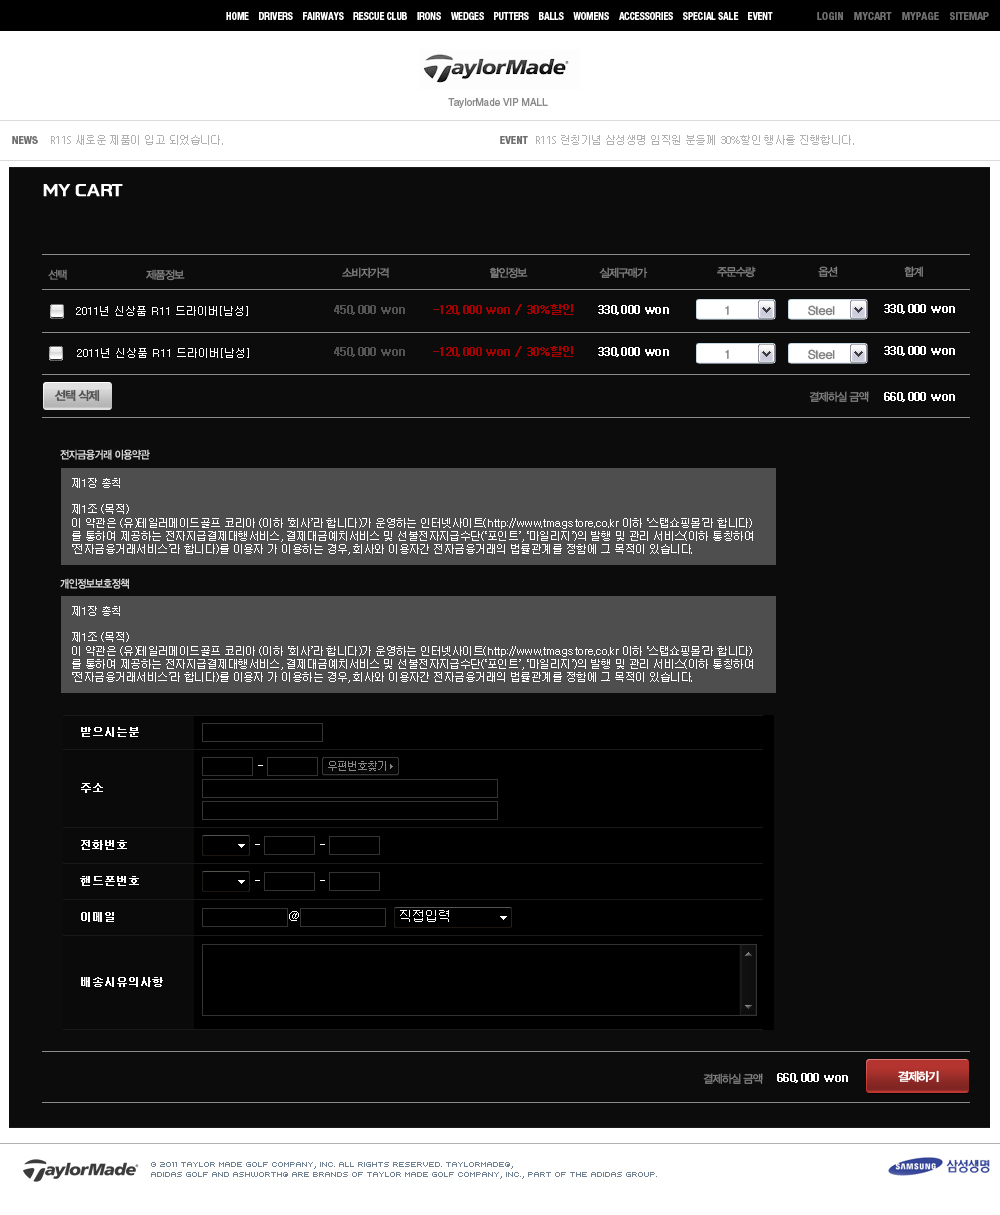 HOME DRIVERS FAIRWAYS RESCUE CLUB IRONS WEDGES PUTTERS BALLS WOMENS ACCESSORIES SPECIAL SALE EVENT LOGIN MYCART MYPAGE SITEMAP
TaylorMade
TaylorMade VIP MALL
NEWS R11S 새로운 제품이 입고 되었습니다. EVENT R11S 런칭기념 삼성생명 임직원 분들께 30%할인 행사를 진행합니다.
MY CART
선택 제품정보 소비자가격 할인정보 실제구매가 주문수량 옵션 합계
2011년 신상품 R11 드라이버[남성] 450,000 won -120,000 won / 30%할인 330,000 won 1 Steel 330,000 won
2011년 신상품 R11 드라이버[남성] 450,000 won -120,000 won / 30%할인 330,000 won 1 Steel 330,000 won
선택 삭제 결제하실 금액 660,000 won
전자금융거래 이용약관
제1장 총칙
제1조 (목적)
이 약관은 (유)테일러메이드골프 코리아 (이하 '회사'라 합니다)가 운영하는 인터넷사이트(http://www.tmagstore.co.kr 이하 '스탭쇼핑몰'라 합니다)
를 통하여 제공하는 전자지급결제대행서비스, 결제대금예치서비스 및 선불전자지급수단('포인트', '마일리지')의 발행 및 관리 서비스(이하 통칭하여
'전자금융거래서비스'라 합니다)를 이용자 가 이용하는 경우, 회사와 이용자간 전자금융거래의 법률관계를 정함에 그 목적이 있습니다.
개인정보보호정책
제1장 총칙
제1조 (목적)
이 약관은 (유)테일러메이드골프 코리아 (이하 '회사'라 합니다)가 운영하는 인터넷사이트(http://www.tmagstore.co.kr 이하 '스탭쇼핑몰'라 합니다)
를 통하여 제공하는 전자지급결제대행서비스, 결제대금예치서비스 및 선불전자지급수단('포인트', '마일리지')의 발행 및 관리 서비스(이하 통칭하여
'전자금융거래서비스'라 합니다)를 이용자 가 이용하는 경우, 회사와 이용자간 전자금융거래의 법률관계를 정함에 그 목적이 있습니다.
받으시는분
- 우편번호찾기
주소
전화번호 - -
핸드폰번호 - -
이메일 @ 직접입력
배송시유의사항
결제하실 금액 660,000 won 결제하기
TaylorMade © 2011 TAYLOR MADE GOLF COMPANY, INC. ALL RIGHTS RESERVED. TAYLORMADE®,
ADIDAS GOLF AND ASHWORTH® ARE BRANDS OF TAYLOR MADE GOLF COMPANY, INC., PART OF THE ADIDAS GROUP.
SAMSUNG 삼성생명